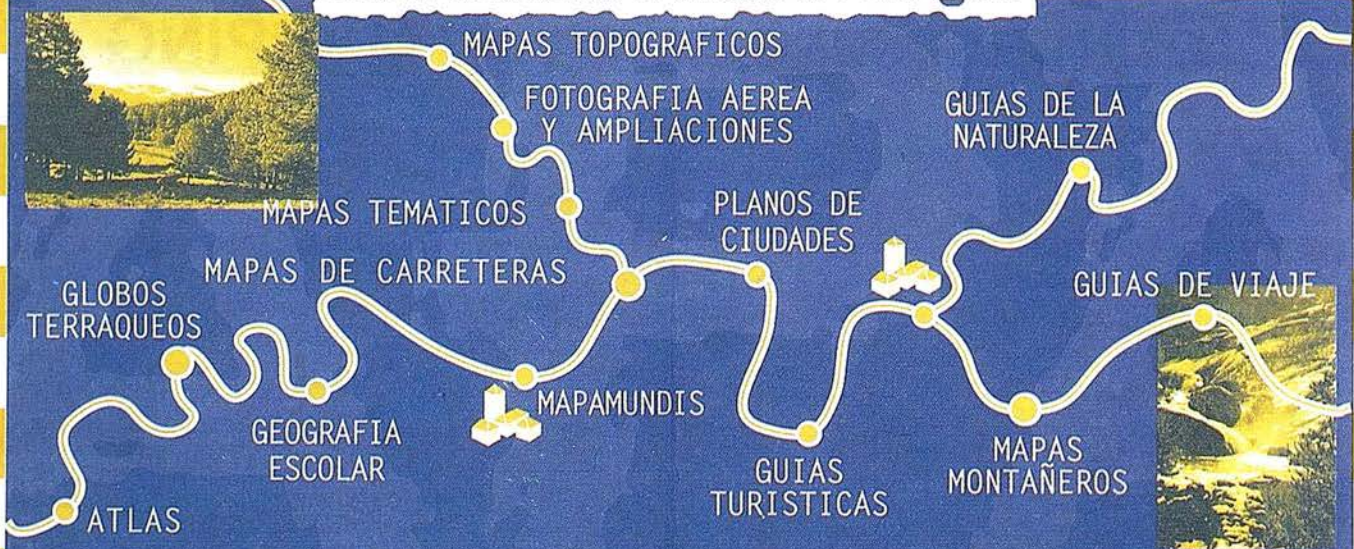 MAPAS TOPOGRAFICOS
FOTOGRAFIA AEREA
Y AMPLIACIONES
GUIAS DE LA
NATURALEZA
MAPAS TEMATICOS
PLANOS DE
CIUDADES
MAPAS DE CARRETERAS
GLOBOS
TERRAQUEOS
GUIAS DE VIAJE
MAPAMUNDIS
GEOGRAFIA
ESCOLAR
MAPAS
MONTAÑEROS
GUIAS
TURISTICAS
ATLAS